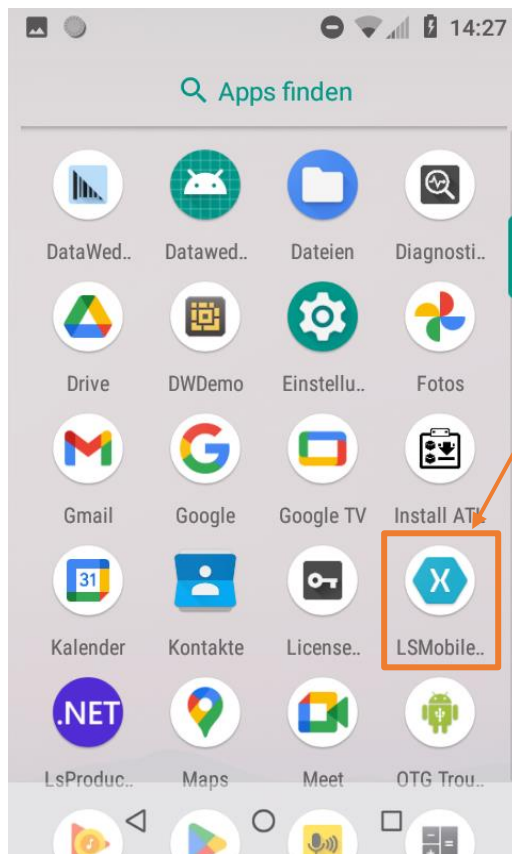 14:27
Apps finden
DataWed.. Datawed.. Dateien Diagnosti..
Drive DWDemo Einstellu.. Fotos
Gmail Google Google TV Install ATL
31
Kalender Kontakte License.. LSMobile..
.NET
LsProduc.. Maps Meet OTG Trou..